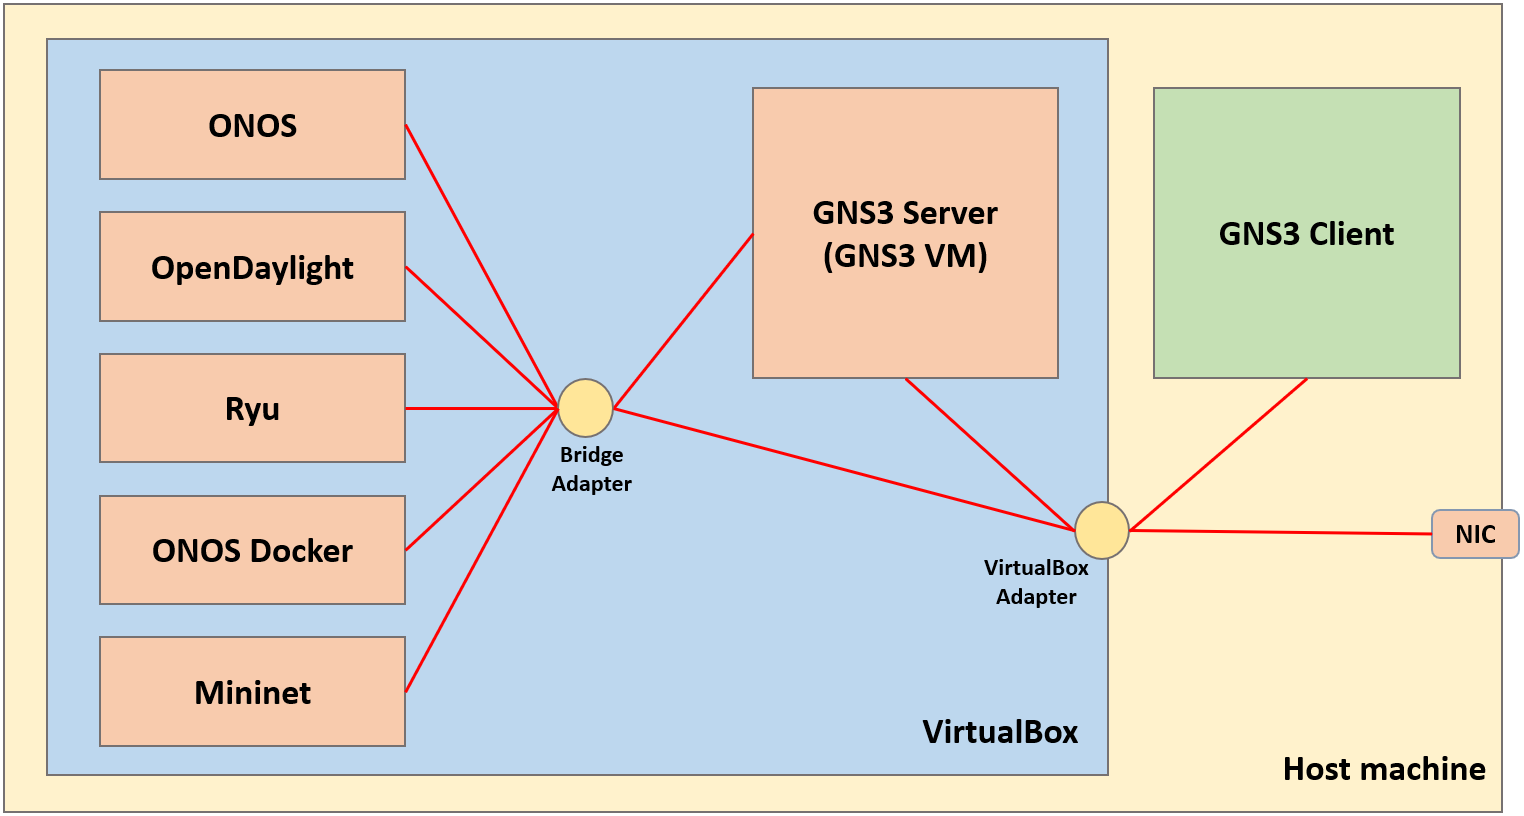 ONOS
OpenDaylight
Ryu
ONOS Docker
Mininet
Bridge
Adapter
GNS3 Server
(GNS3 VM)
GNS3 Client
VirtualBox
Adapter
NIC
VirtualBox
Host machine